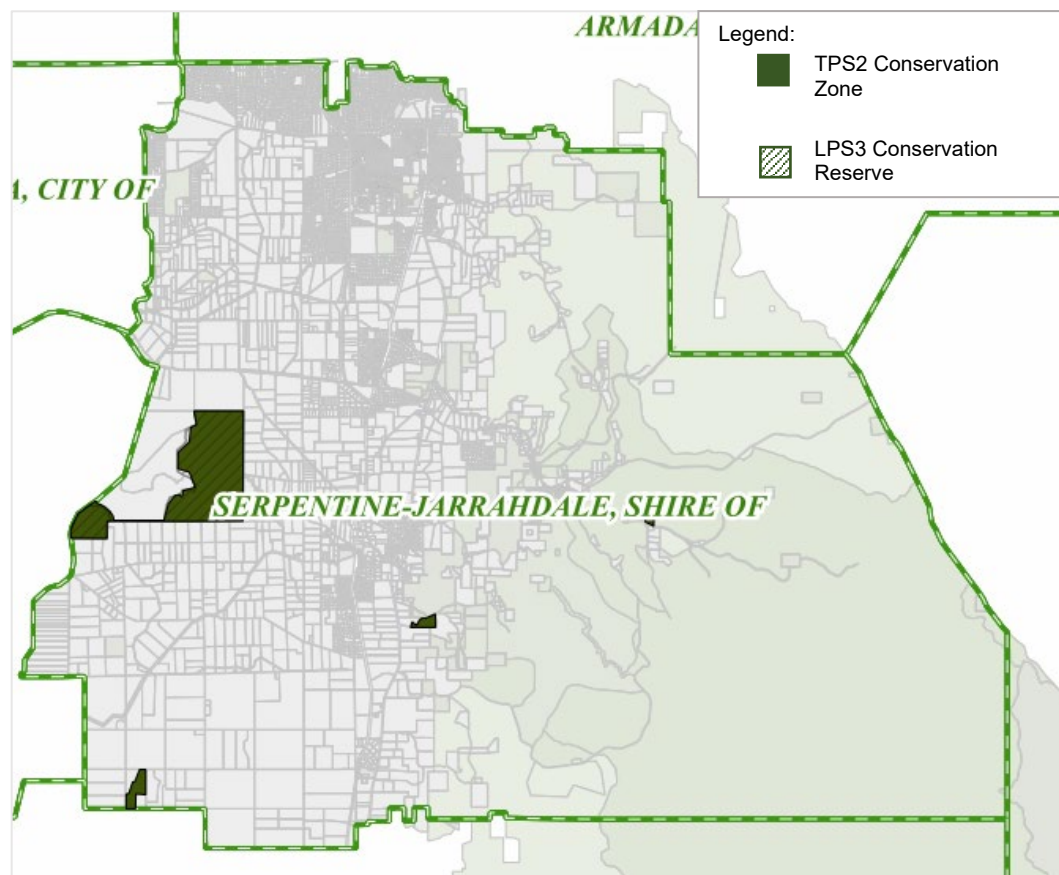 ARMADA
Legend:
TPS2 Conservation
Zone
LPS3 Conservation
Reserve
A, CITY OF
SERPENTINE-JARRAHDALE, SHIRE OF